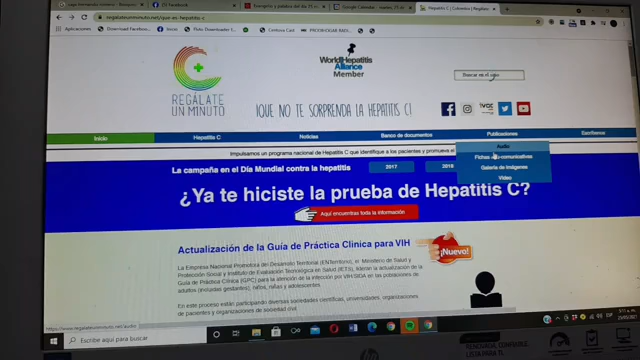 regalateunminuto.net/que-es-hepatitis-c
Aplicaciones
REGÁLATE
UN MINUTO
World Hepatitis
Alliance
Member
Buscar en el sitio
¡QUE NO TE SORPRENDA LA HEPATITIS C!
Inicio Hepatitis C Noticias Banco de documentos Publicaciones Escríbenos
Impulsamos un programa nacional de Hepatitis C que identifique a los pacientes y promueva el
Audio
Fichas
Galería de imágenes
Video
La campaña en el Día Mundial contra la hepatitis 2017 2018
¿Ya te hiciste la prueba de Hepatitis C?
Aquí encuentras toda la información
Actualización de la Guía de Práctica Clinica para VIH
¡Nuevo!
La Empresa Nacional Promotora del Desarrollo Territorial (ENTerritorio), el Ministerio de Salud y
Protección Social y Instituto de Evaluación Tecnológica en Salud (IETS), lideran la actualización de la
Guía de Práctica Clínica (GPC) para la atención de la infección por VIH/SIDA en las poblaciones de
adultos (incluidas gestantes), niños, niñas y adolescentes.
En este proceso están participando diversas sociedades científicas, universidades, organizaciones
de pacientes y organizaciones de sociedad civil
https://www.regalateunminuto.net/audio
Escribe aquí para buscar
ESP